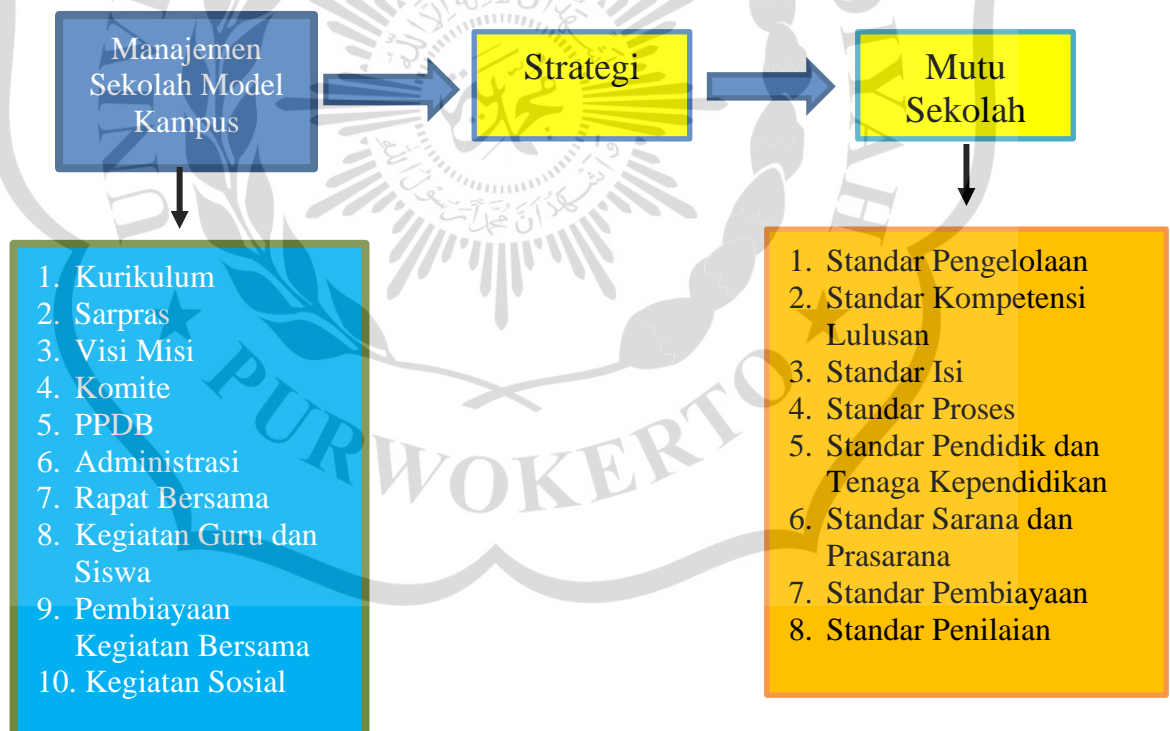 Manajemen
Sekolah Model
Kampus
Strategi
Mutu
Sekolah
1. Kurikulum
2. Sarpras
3. Visi Misi
4. Komite
5. PPDB
6. Administrasi
7. Rapat Bersama
8. Kegiatan Guru dan
Siswa
9. Pembiayaan
Kegiatan Bersama
10. Kegiatan Sosial
1. Standar Pengelolaan
2. Standar Kompetensi
Lulusan
3. Standar Isi
4. Standar Proses
5. Standar Pendidik dan
Tenaga Kependidikan
6. Standar Sarana dan
Prasarana
7. Standar Pembiayaan
8. Standar Penilaian
PURWOKERTO